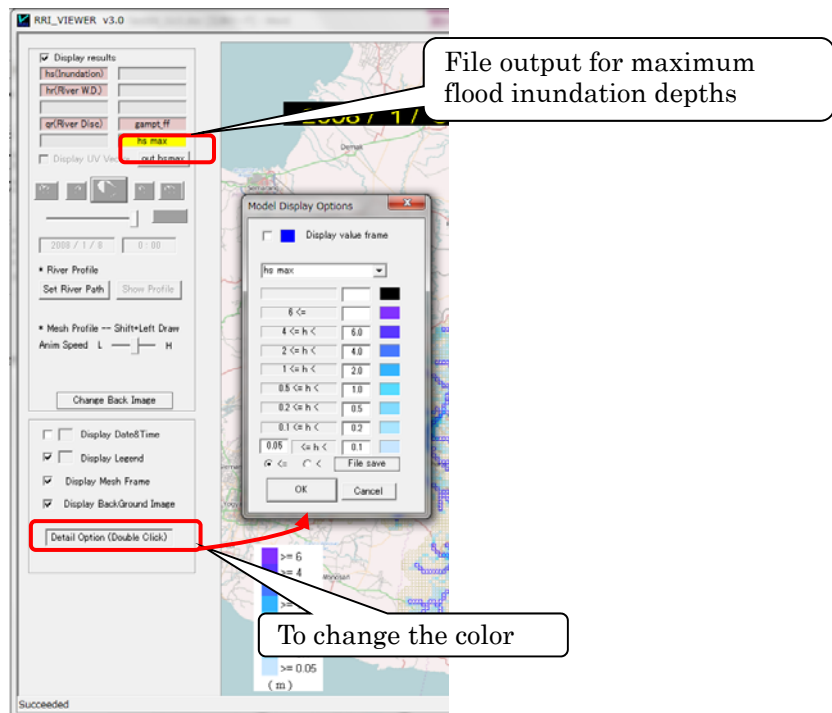 RRI_VIEWER v3.0
File output for maximum
flood inundation depths
Display results
hs(Inundation)
hr(River W.D.)
qr(River Disc)
gampt_ff
hs max
Display UV
out hsmax
2008 / 1 /
Demak
2008 / 1 / 8
0:00
* River Profile
Set River Path
Show Profile
* Mesh Profile -- Shift+Left Draw
Anim Speed L
H
Change Back Image
Display Date&Time
Display Legend
Display Mesh Frame
Display BackGround Image
Detail Option (Double Click)
Model Display Options
Display value frame
hs max
6 <=
4 <= h < 6.0
2 <= h < 4.0
1 <= h < 2.0
0.5 <= h < 1.0
0.2 <= h < 0.5
0.1 <= h < 0.2
0.05 <= h < 0.1
<= < File save
OK Cancel
>= 6
>= 4
>=
To change the color
>= 0.05
(m)
Succeeded